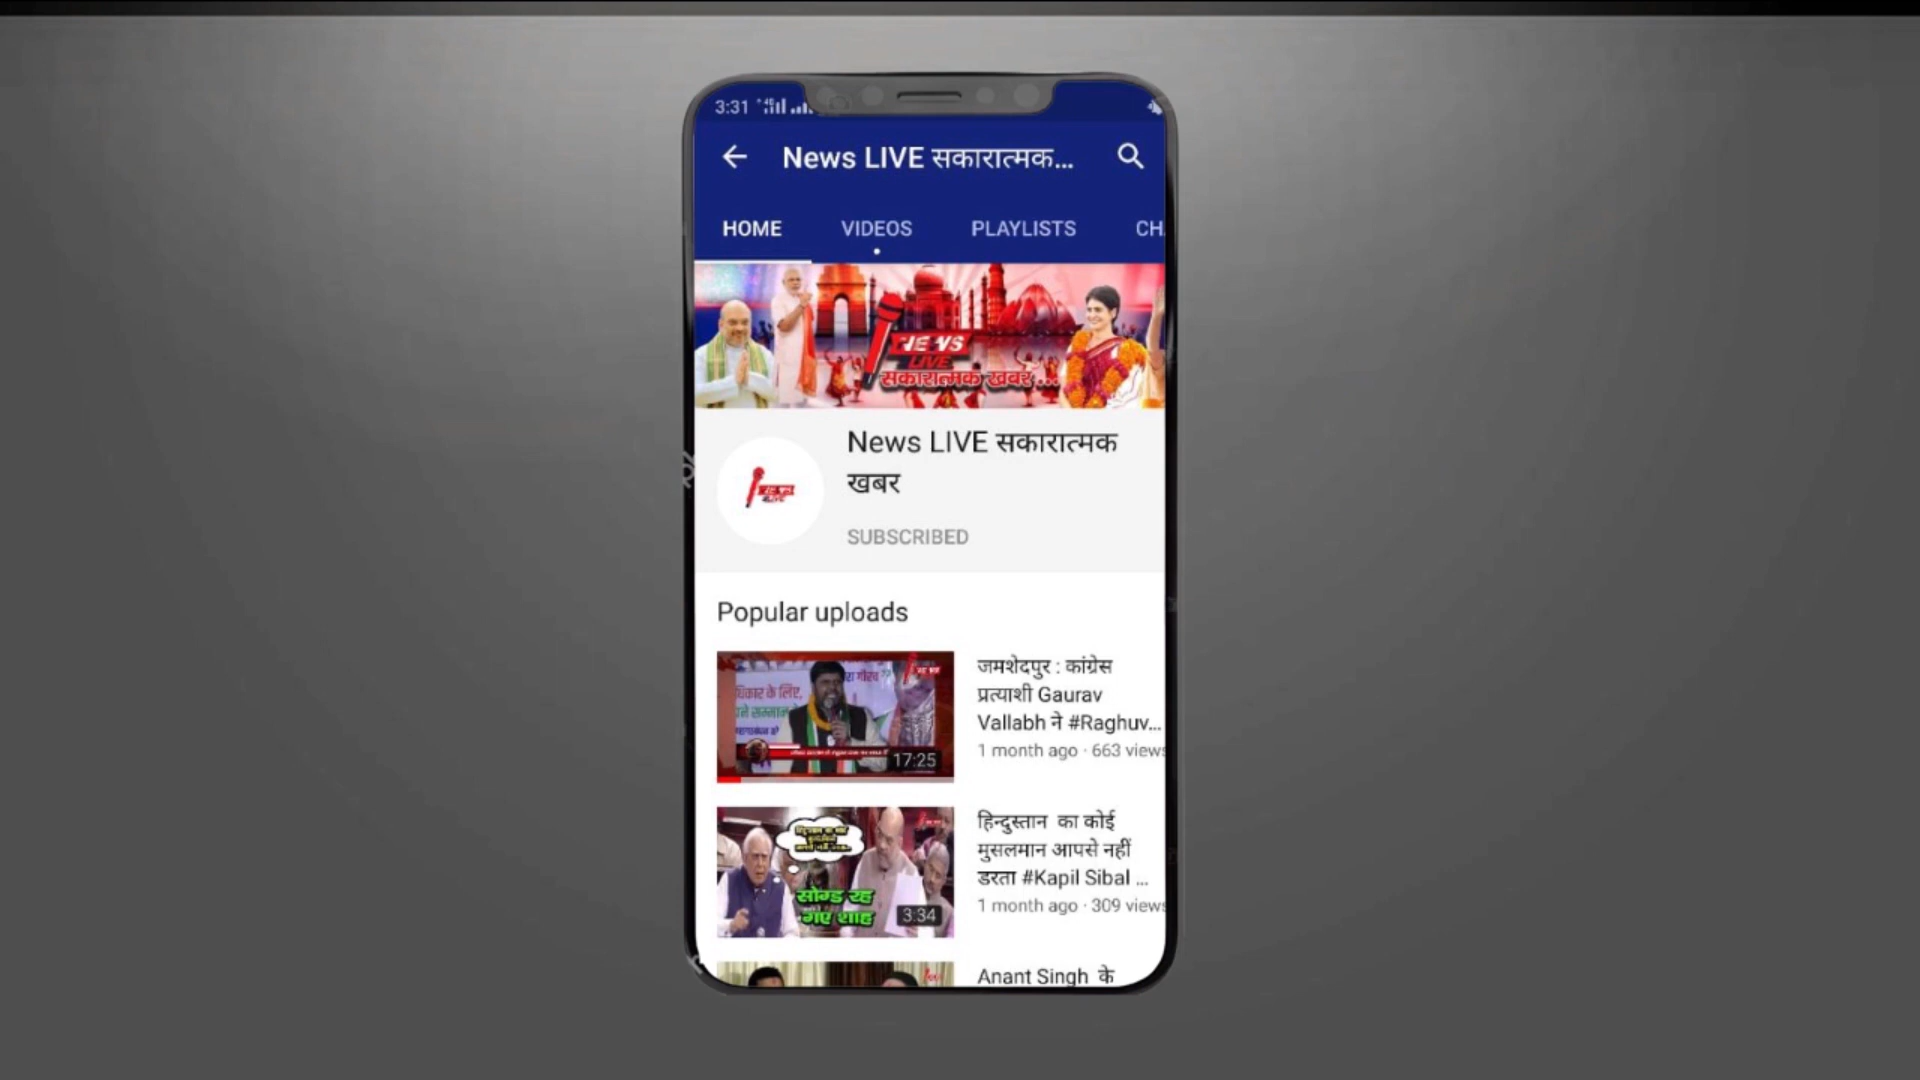 3:31
News LIVE सकारात्मक...
HOME VIDEOS PLAYLISTS CH
NEWS
LIVE
सकारात्मक खबर...
News LIVE सकारात्मक
खबर
SUBSCRIBED
Popular uploads
धिकार के लिए,
17:25
जमशेदपुर : कांग्रेस
प्रत्याशी Gaurav
Vallabh ने #Raghuv...
1 month ago · 663 views
सोण्ड रह
गए शाह
3:34
हिन्दुस्तान का कोई
मुसलमान आपसे नहीं
डरता #Kapil Sibal ...
1 month ago · 309 views
Anant Singh के